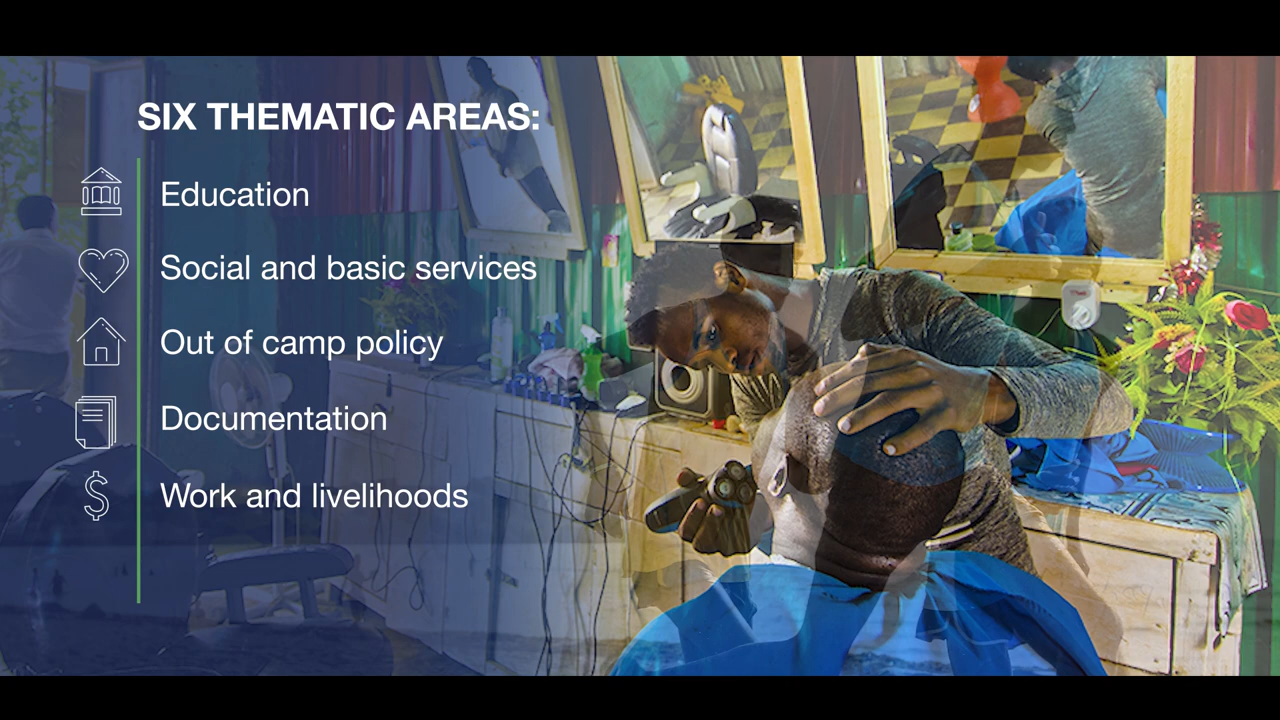 SIX THEMATIC AREAS:
Education
Social and basic services
Out of camp policy
Documentation
Work and livelihoods